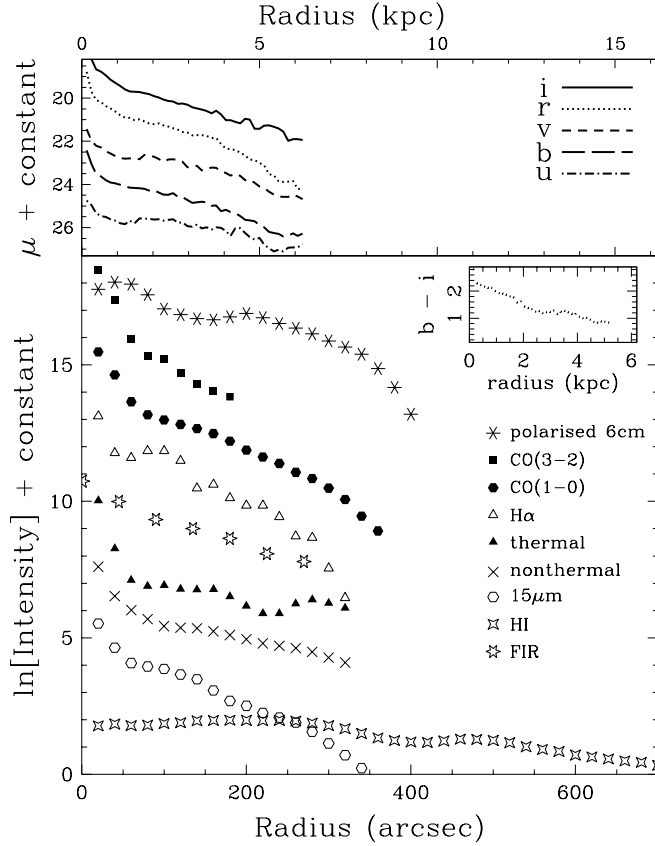 Radius (kpc)
0 5 10 15
μ + constant
20
22
24
26
i
r
v
b
u
ln[Intensity] + constant
15
10
5
0
b - i
2
1
0 2 4 6
radius (kpc)
polarised 6cm
CO(3-2)
CO(1-0)
Hα
thermal
nonthermal
15μm
HI
FIR
0 200 400 600
Radius (arcsec)